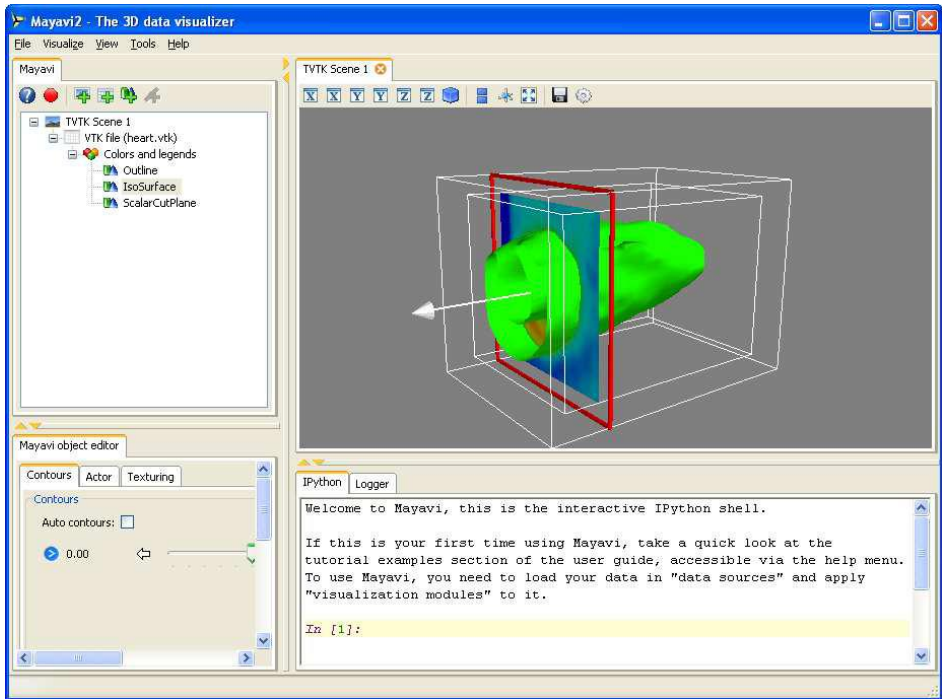 Mayavi2 - The 3D data visualizer
File Visualize View Tools Help
Mayavi
TVTK Scene 1
VTK file (heart.vtk)
Colors and legends
Outline
IsoSurface
ScalarCutPlane
TVTK Scene 1
X X Y Y Z Z
Mayavi object editor
Contours Actor Texturing
Contours
Auto contours:
0.00
IPython Logger
Welcome to Mayavi, this is the interactive IPython shell.
If this is your first time using Mayavi, take a quick look at the
tutorial examples section of the user guide, accessible via the help menu.
To use Mayavi, you need to load your data in "data sources" and apply
"visualization modules" to it.
In [1]: